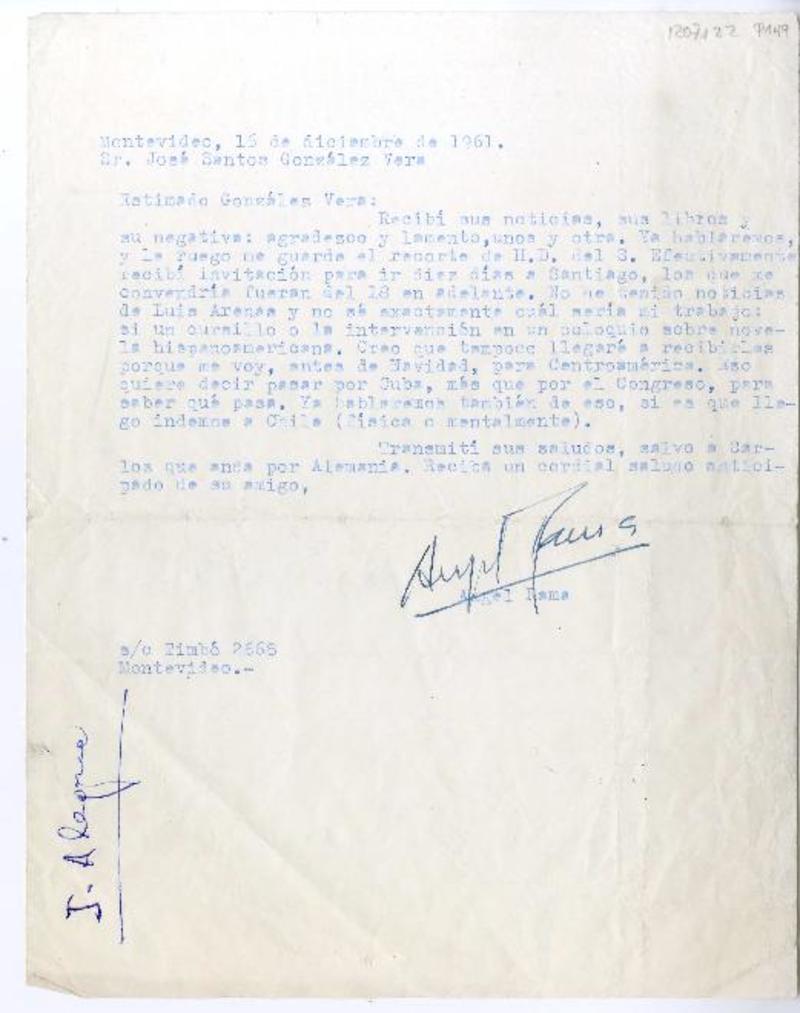 Montevideo, 16 de diciembre de 1961.
Sr. José Santos González Vera
Estimado González Vera:
Recibí sus noticias, sus libros y
su negativa: agradezco y lamento,unos y otra. Ya hablaremos,
y le ruego me guarde el recorte de H.D. del S. Efectivamente
recibí invitación para ir diez días a Santiago, los que me
convendría fueran del 18 en adelante. No he tenido noticias
de Luis Arenas y no sé exactamente cuál sería mi trabajo:
si un cursillo o la intervención en un coloquio sobre nove-
la hispanoamericana. Creo que tampoco llegaré a recibirlas
porque me voy, antes de Navidad, para Centroamérica. Eso
quiere decir pasar por Cuba, más que por el Congreso, para
saber qué pasa. Ya hablaremos también de eso, si es que lle-
go indemne a Chile (física o mentalmente).
Transmití sus saludos, salvo a Car-
los que anda por Alemania. Reciba un cordial saludo antici-
pado de su amigo,
Angel Rama
Angel Rama
s/c Timbó 2668
Montevideo.-